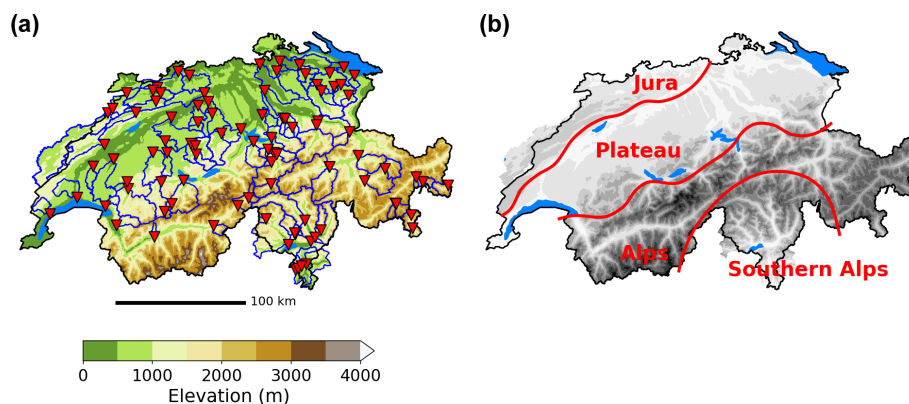 (a)
100 km
0 1000 2000 3000 4000
Elevation (m)
(b)
Jura
Plateau
Alps
Southern Alps